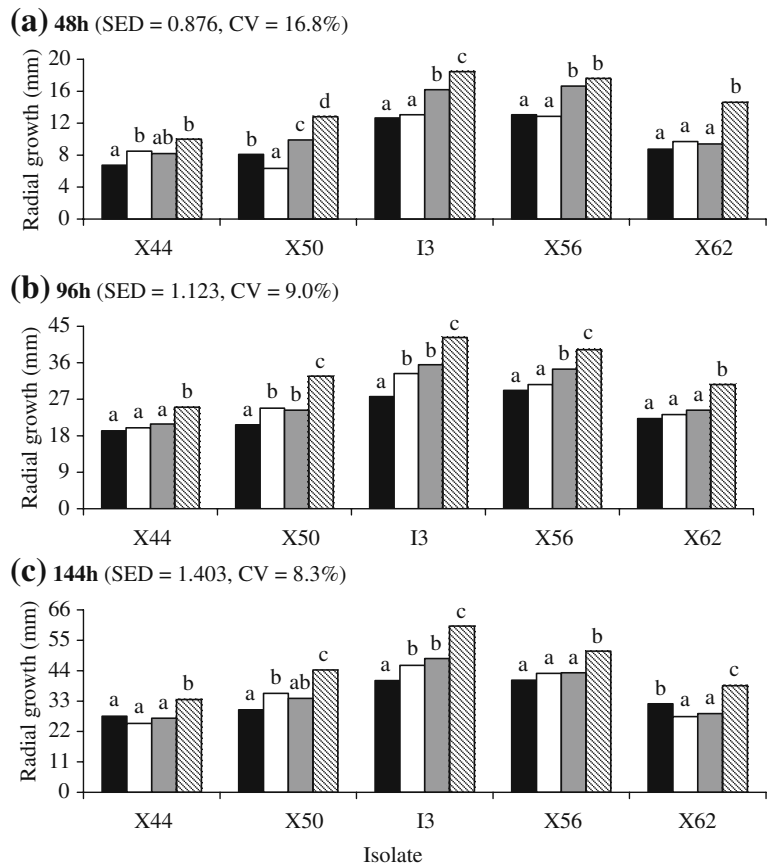 (a) 48h (SED = 0.876, CV = 16.8%)
Radial growth (mm)
20
16
12
8
4
0
a b ab b
b a c d
a a b c
a a b b
a a a b
X44 X50 I3 X56 X62
(b) 96h (SED = 1.123, CV = 9.0%)
Radial growth (mm)
45
36
27
18
9
0
a a a b
a b b c
a b b c
a a b c
a a a b
X44 X50 I3 X56 X62
(c) 144h (SED = 1.403, CV = 8.3%)
Radial growth (mm)
66
55
44
33
22
11
0
a a a b
a b ab c
a b b c
a a a b
b a a c
X44 X50 I3 X56 X62
Isolate